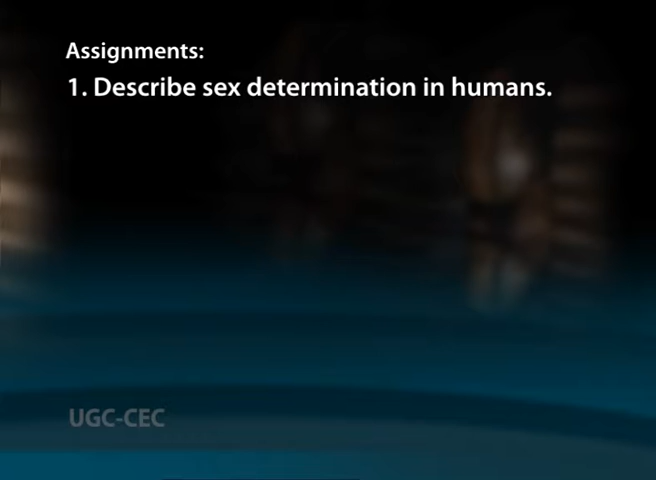 Assignments:
1. Describe sex determination in humans.
UGC-CEC